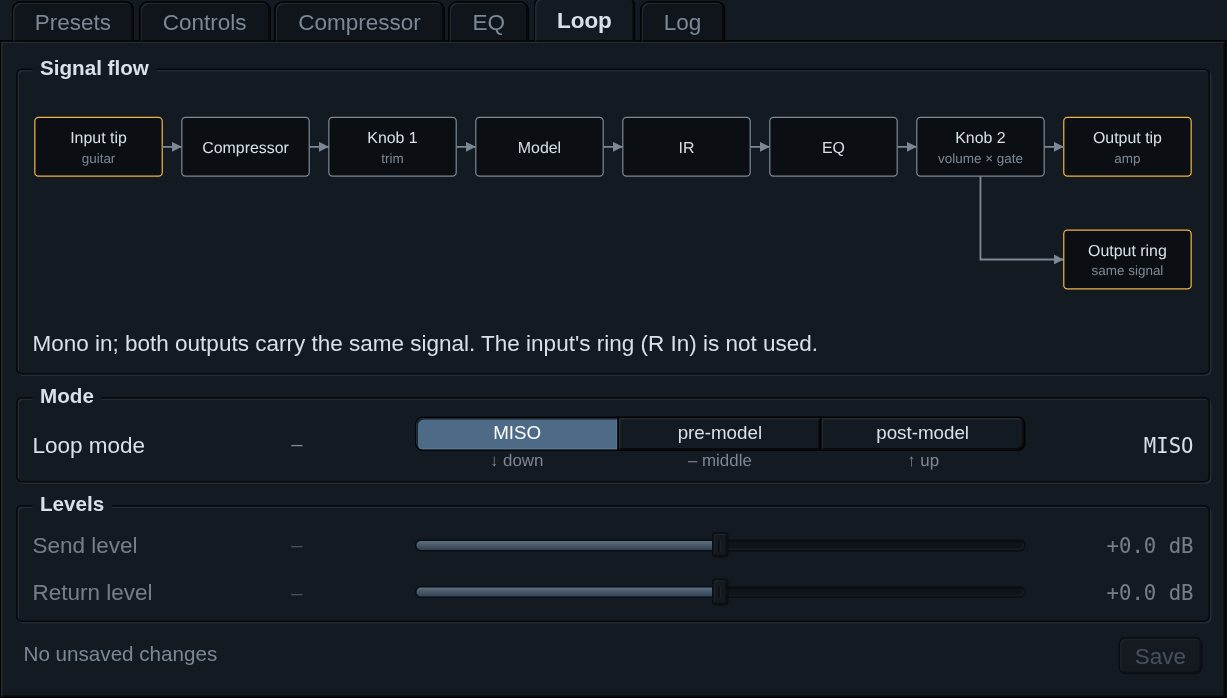 Presets Controls Compressor EQ Loop Log
Signal flow
Input tip
guitar
Compressor
Knob 1
trim
Model
IR
EQ
Knob 2
volume × gate
Output tip
amp
Output ring
same signal
Mono in; both outputs carry the same signal. The input's ring (R In) is not used.
Mode
Loop mode – MISO pre-model post-model MISO
↓ down – middle ↑ up
Levels
Send level – +0.0 dB
Return level – +0.0 dB
No unsaved changes Save